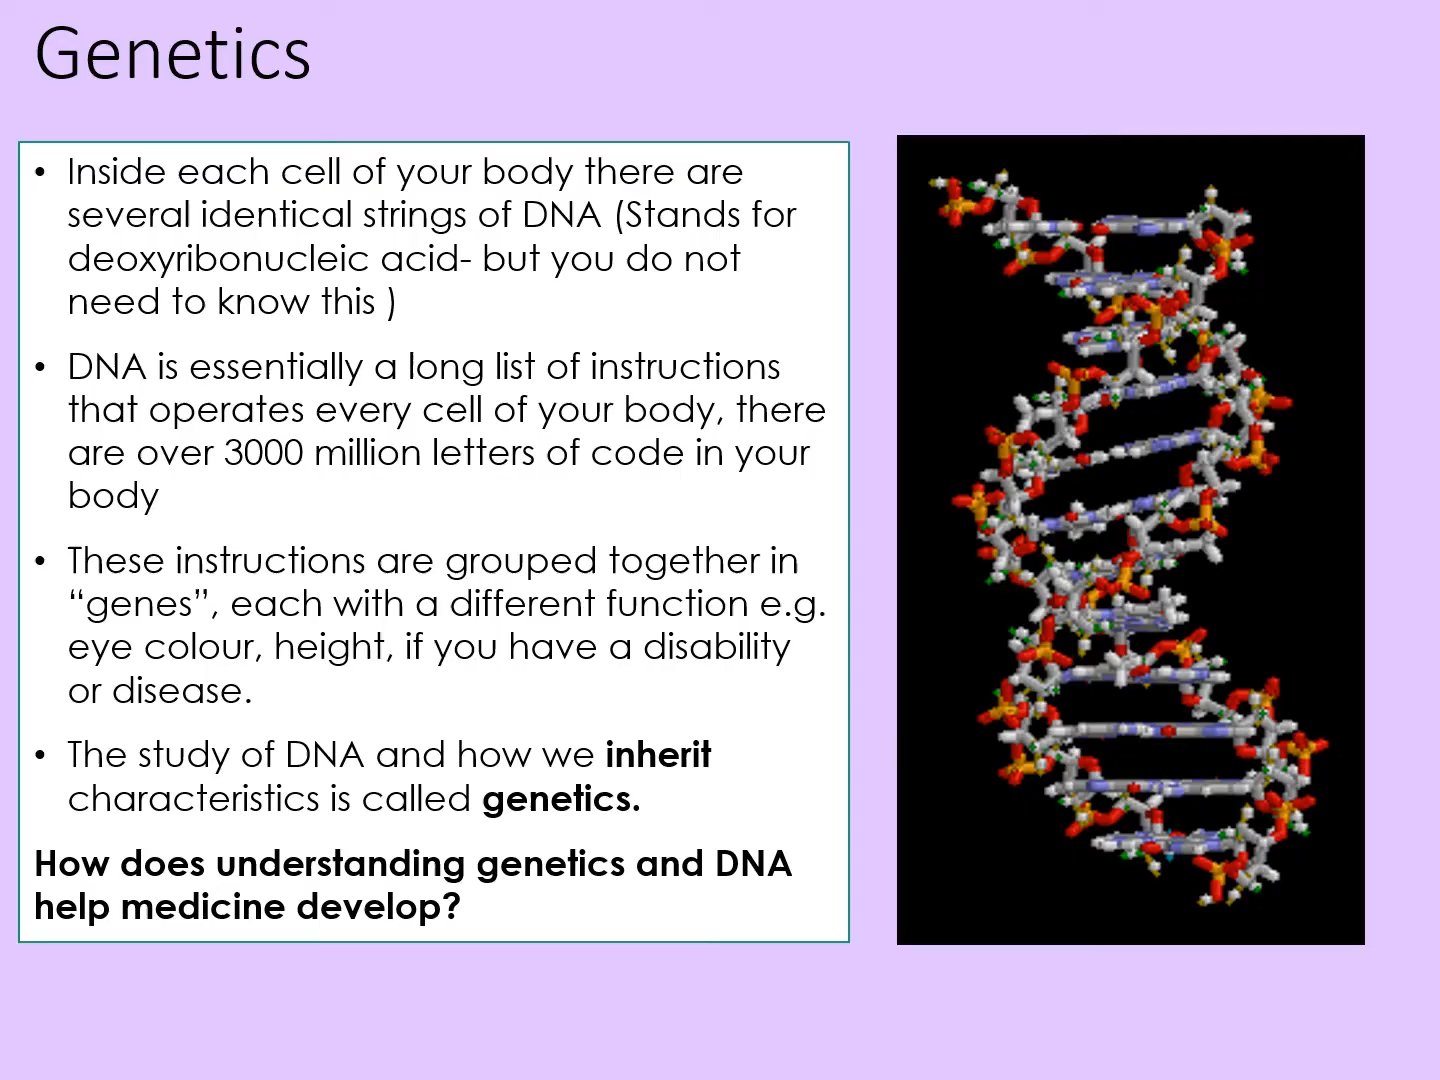 Genetics
• Inside each cell of your body there are
several identical strings of DNA (Stands for
deoxyribonucleic acid- but you do not
need to know this )
• DNA is essentially a long list of instructions
that operates every cell of your body, there
are over 3000 million letters of code in your
body
• These instructions are grouped together in
“genes”, each with a different function e.g.
eye colour, height, if you have a disability
or disease.
• The study of DNA and how we inherit
characteristics is called genetics.
How does understanding genetics and DNA
help medicine develop?